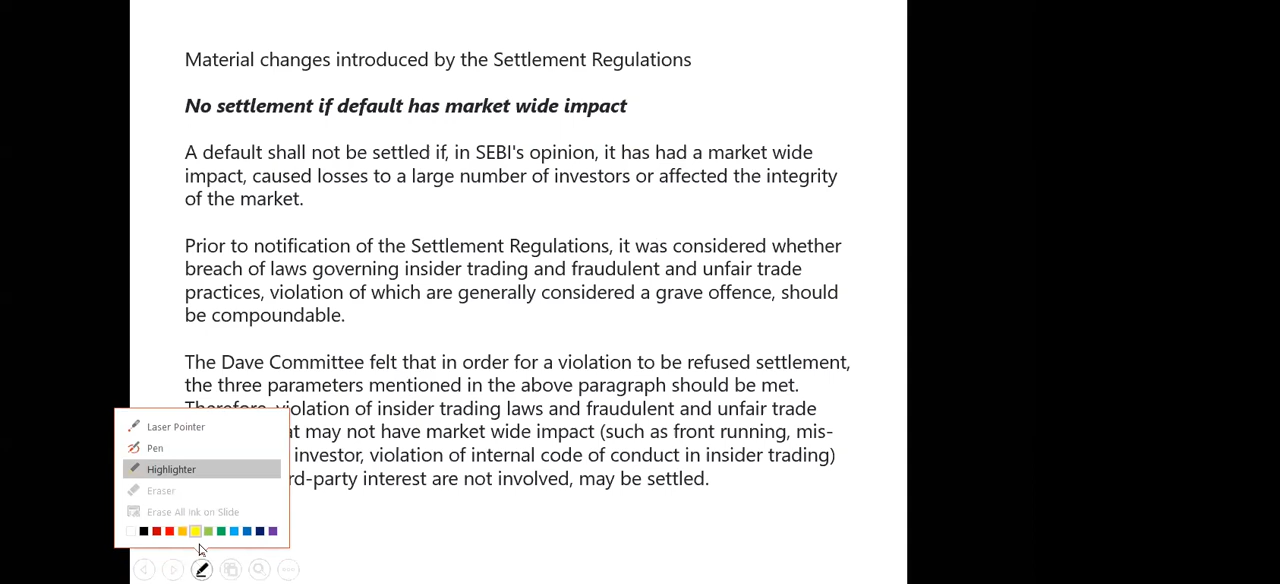 Material changes introduced by the Settlement Regulations
No settlement if default has market wide impact
A default shall not be settled if, in SEBI's opinion, it has had a market wide
impact, caused losses to a large number of investors or affected the integrity
of the market.
Prior to notification of the Settlement Regulations, it was considered whether
breach of laws governing insider trading and fraudulent and unfair trade
practices, violation of which are generally considered a grave offence, should
be compoundable.
The Dave Committee felt that in order for a violation to be refused settlement,
the three parameters mentioned in the above paragraph should be met.
Therefore, violation of insider trading laws and fraudulent and unfair trade
may not have market wide impact (such as front running, mis-
investor, violation of internal code of conduct in insider trading)
interest are not involved, may be settled.
Laser Pointer
Pen
Highlighter
Eraser
Erase All Ink on Slide